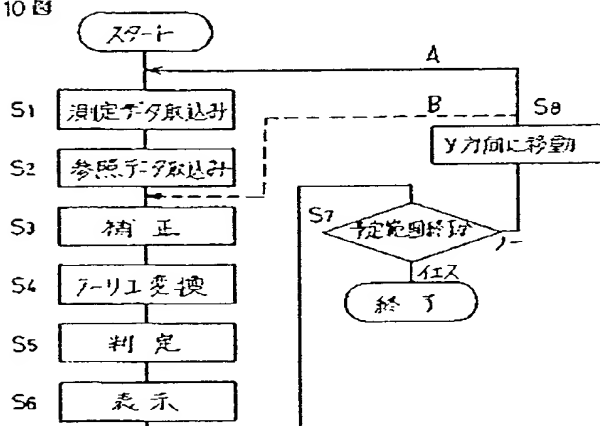 10図
スタート
A
S1 測定データ取込み
B
S8
Y方向に移動
S2 参照データ取込み
S3 補正
S7
予定範囲終段
ノー
S4 フーリエ変換
イエス
終了
S5 判定
S6 表示